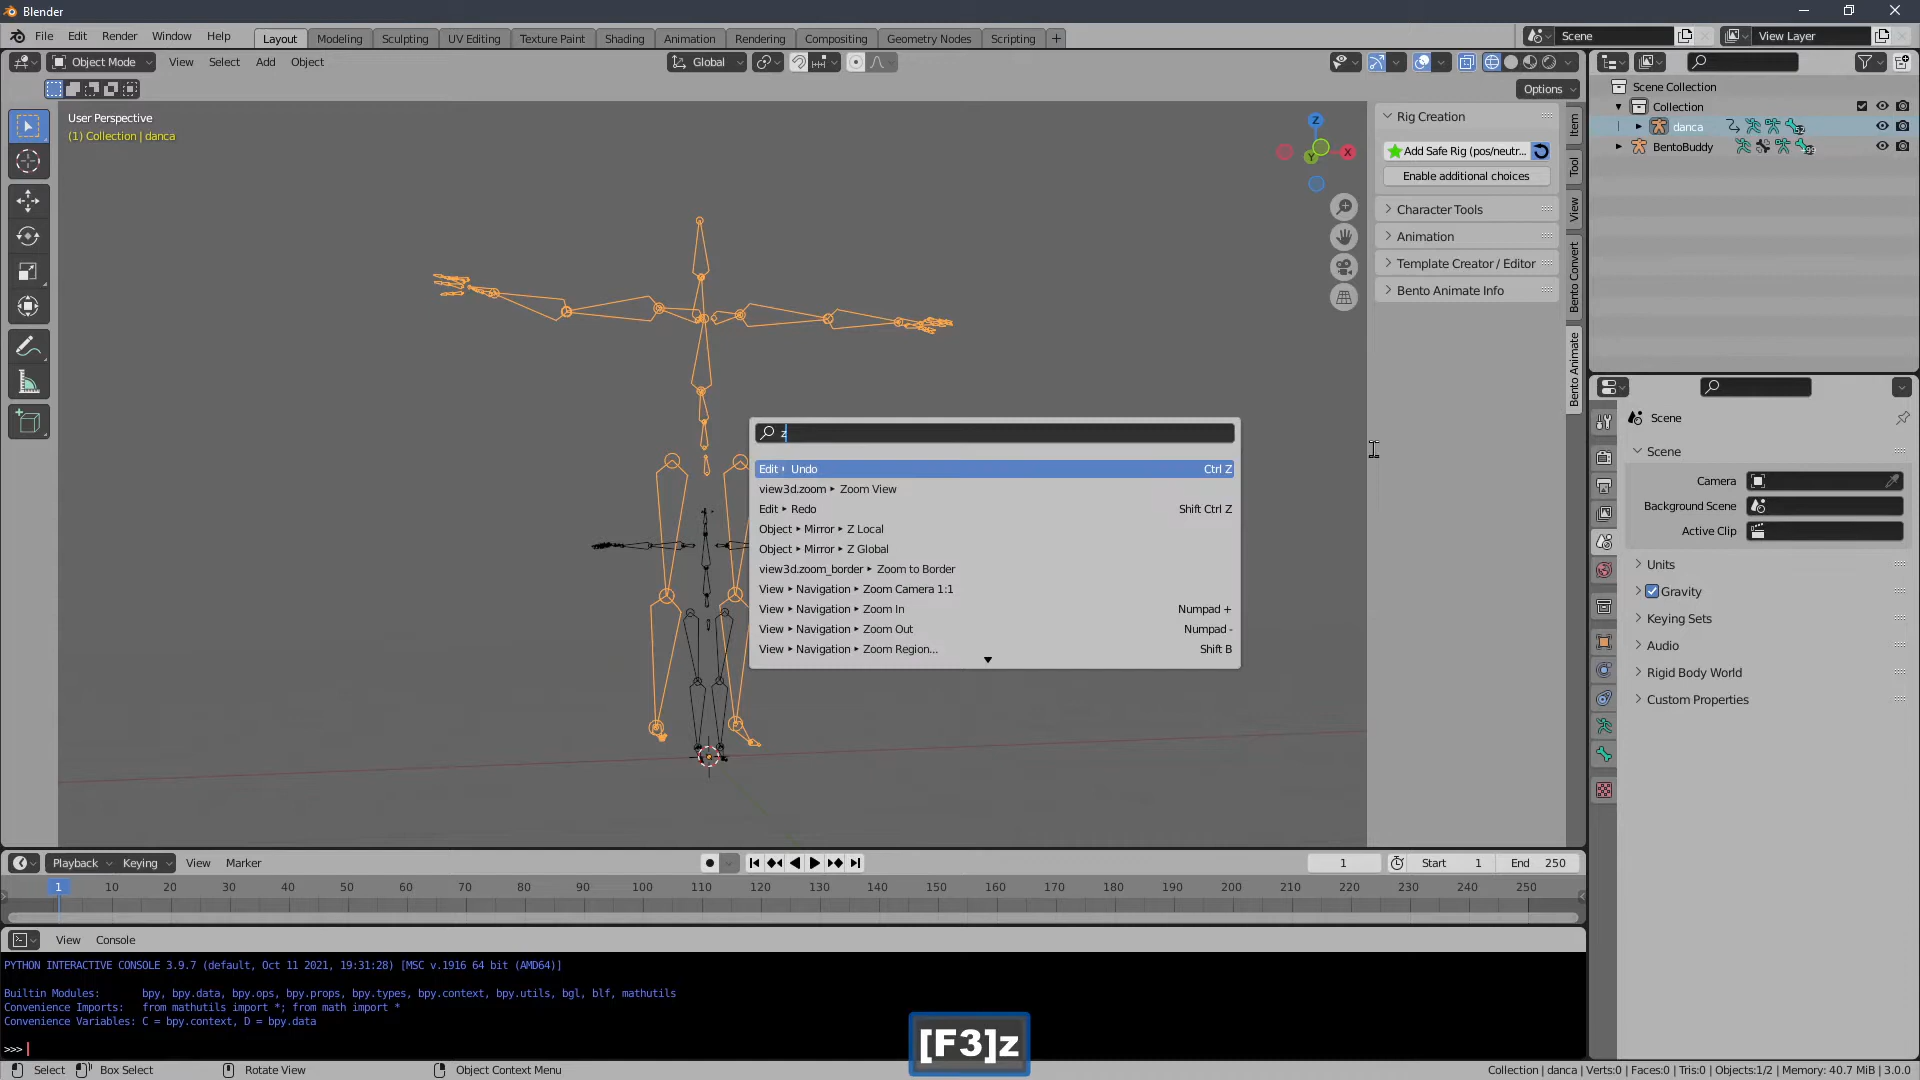 Blender
File Edit Render Window Help
Layout Modeling Sculpting UV Editing Texture Paint Shading Animation Rendering Compositing Geometry Nodes Scripting +
Scene
View Layer
Object Mode View Select Add Object
Global
Options
User Perspective
(1) Collection | danca
Z
X
Y
Rig Creation
Add Safe Rig (pos/neutr...
Enable additional choices
Character Tools
Animation
Template Creator / Editor
Bento Animate Info
Item
Tool
View
Bento Convert
Bento Animate
Scene Collection
Collection
danca
BentoBuddy
z
Edit ▸ Undo Ctrl Z
view3d.zoom ▸ Zoom View
Edit ▸ Redo Shift Ctrl Z
Object ▸ Mirror ▸ Z Local
Object ▸ Mirror ▸ Z Global
view3d.zoom_border ▸ Zoom to Border
View ▸ Navigation ▸ Zoom Camera 1:1
View ▸ Navigation ▸ Zoom In Numpad +
View ▸ Navigation ▸ Zoom Out Numpad -
View ▸ Navigation ▸ Zoom Region... Shift B
Scene
Scene
Camera
Background Scene
Active Clip
Units
Gravity
Keying Sets
Audio
Rigid Body World
Custom Properties
Playback Keying View Marker
1 Start 1 End 250
1 10 20 30 40 50 60 70 80 90 100 110 120 130 140 150 160 170 180 190 200 210 220 230 240 250
View Console
PYTHON INTERACTIVE CONSOLE 3.9.7 (default, Oct 11 2021, 19:31:28) [MSC v.1916 64 bit (AMD64)]
Builtin Modules: bpy, bpy.data, bpy.ops, bpy.props, bpy.types, bpy.context, bpy.utils, bgl, blf, mathutils
Convenience Imports: from mathutils import *; from math import *
Convenience Variables: C = bpy.context, D = bpy.data
>>>
[F3]z
Select Box Select Rotate View Object Context Menu
Collection | danca | Verts:0 | Faces:0 | Tris:0 | Objects:1/2 | Memory: 40.7 MiB | 3.0.0